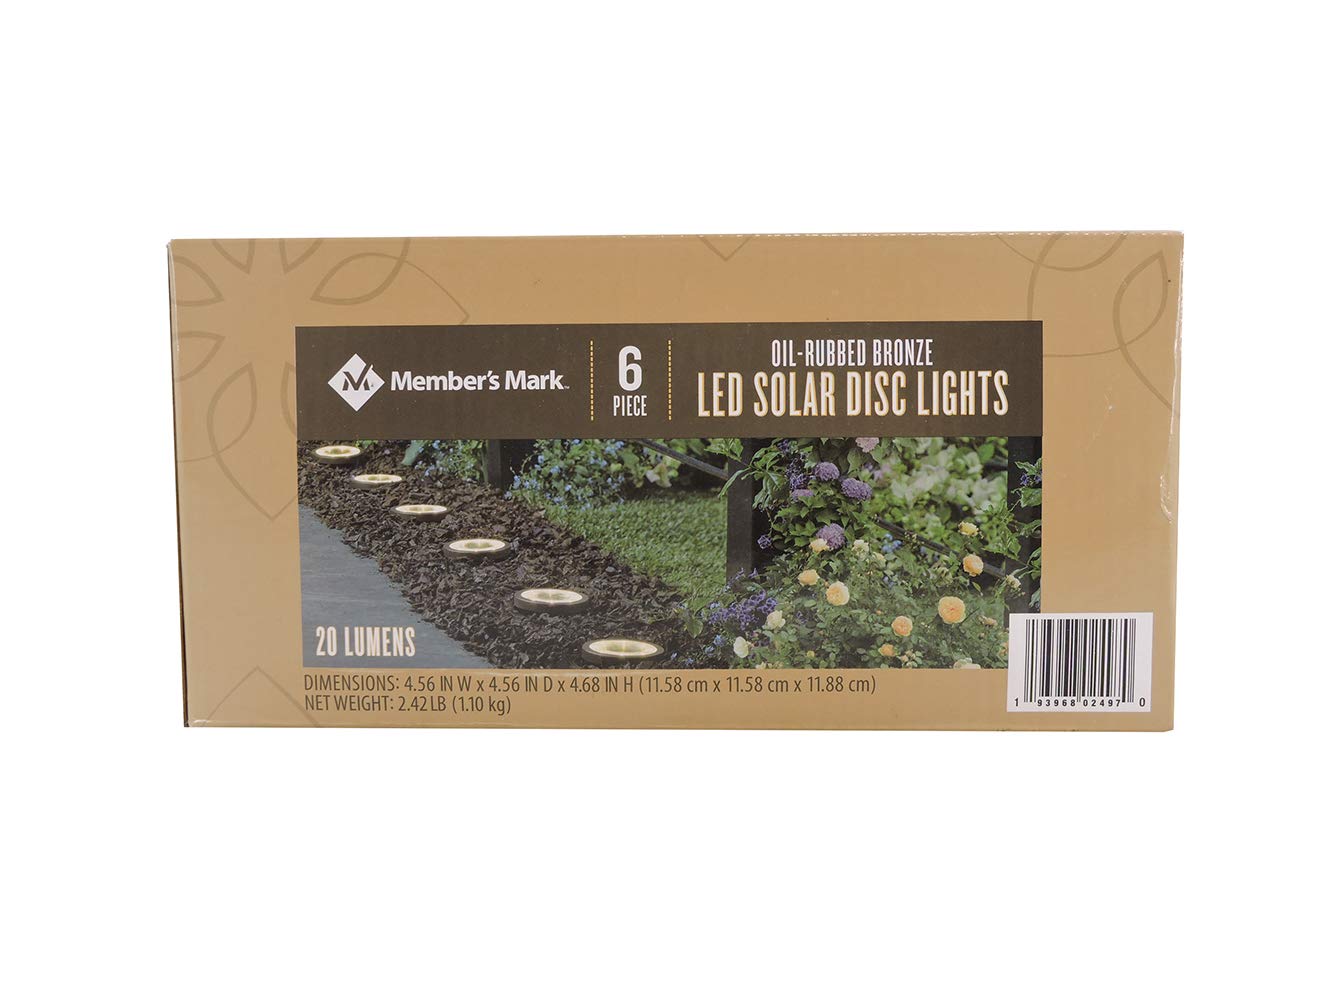 Member's Mark™
6
PIECE
OIL-RUBBED BRONZE
LED SOLAR DISC LIGHTS
20 LUMENS
DIMENSIONS: 4.56 IN W x 4.56 IN D x 4.68 IN H (11.58 cm x 11.58 cm x 11.88 cm)
NET WEIGHT: 2.42 LB (1.10 kg)
1 93968 02497 0